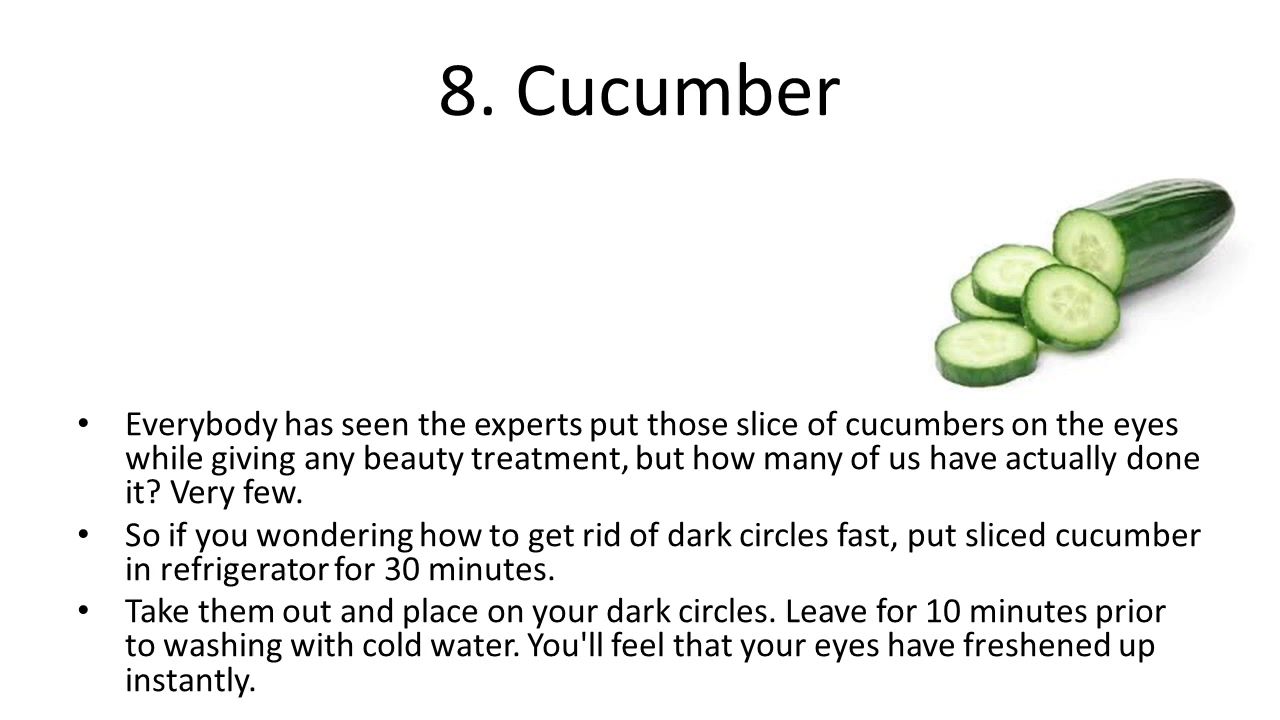 8. Cucumber
• Everybody has seen the experts put those slice of cucumbers on the eyes
while giving any beauty treatment, but how many of us have actually done
it? Very few.
• So if you wondering how to get rid of dark circles fast, put sliced cucumber
in refrigerator for 30 minutes.
• Take them out and place on your dark circles. Leave for 10 minutes prior
to washing with cold water. You'll feel that your eyes have freshened up
instantly.